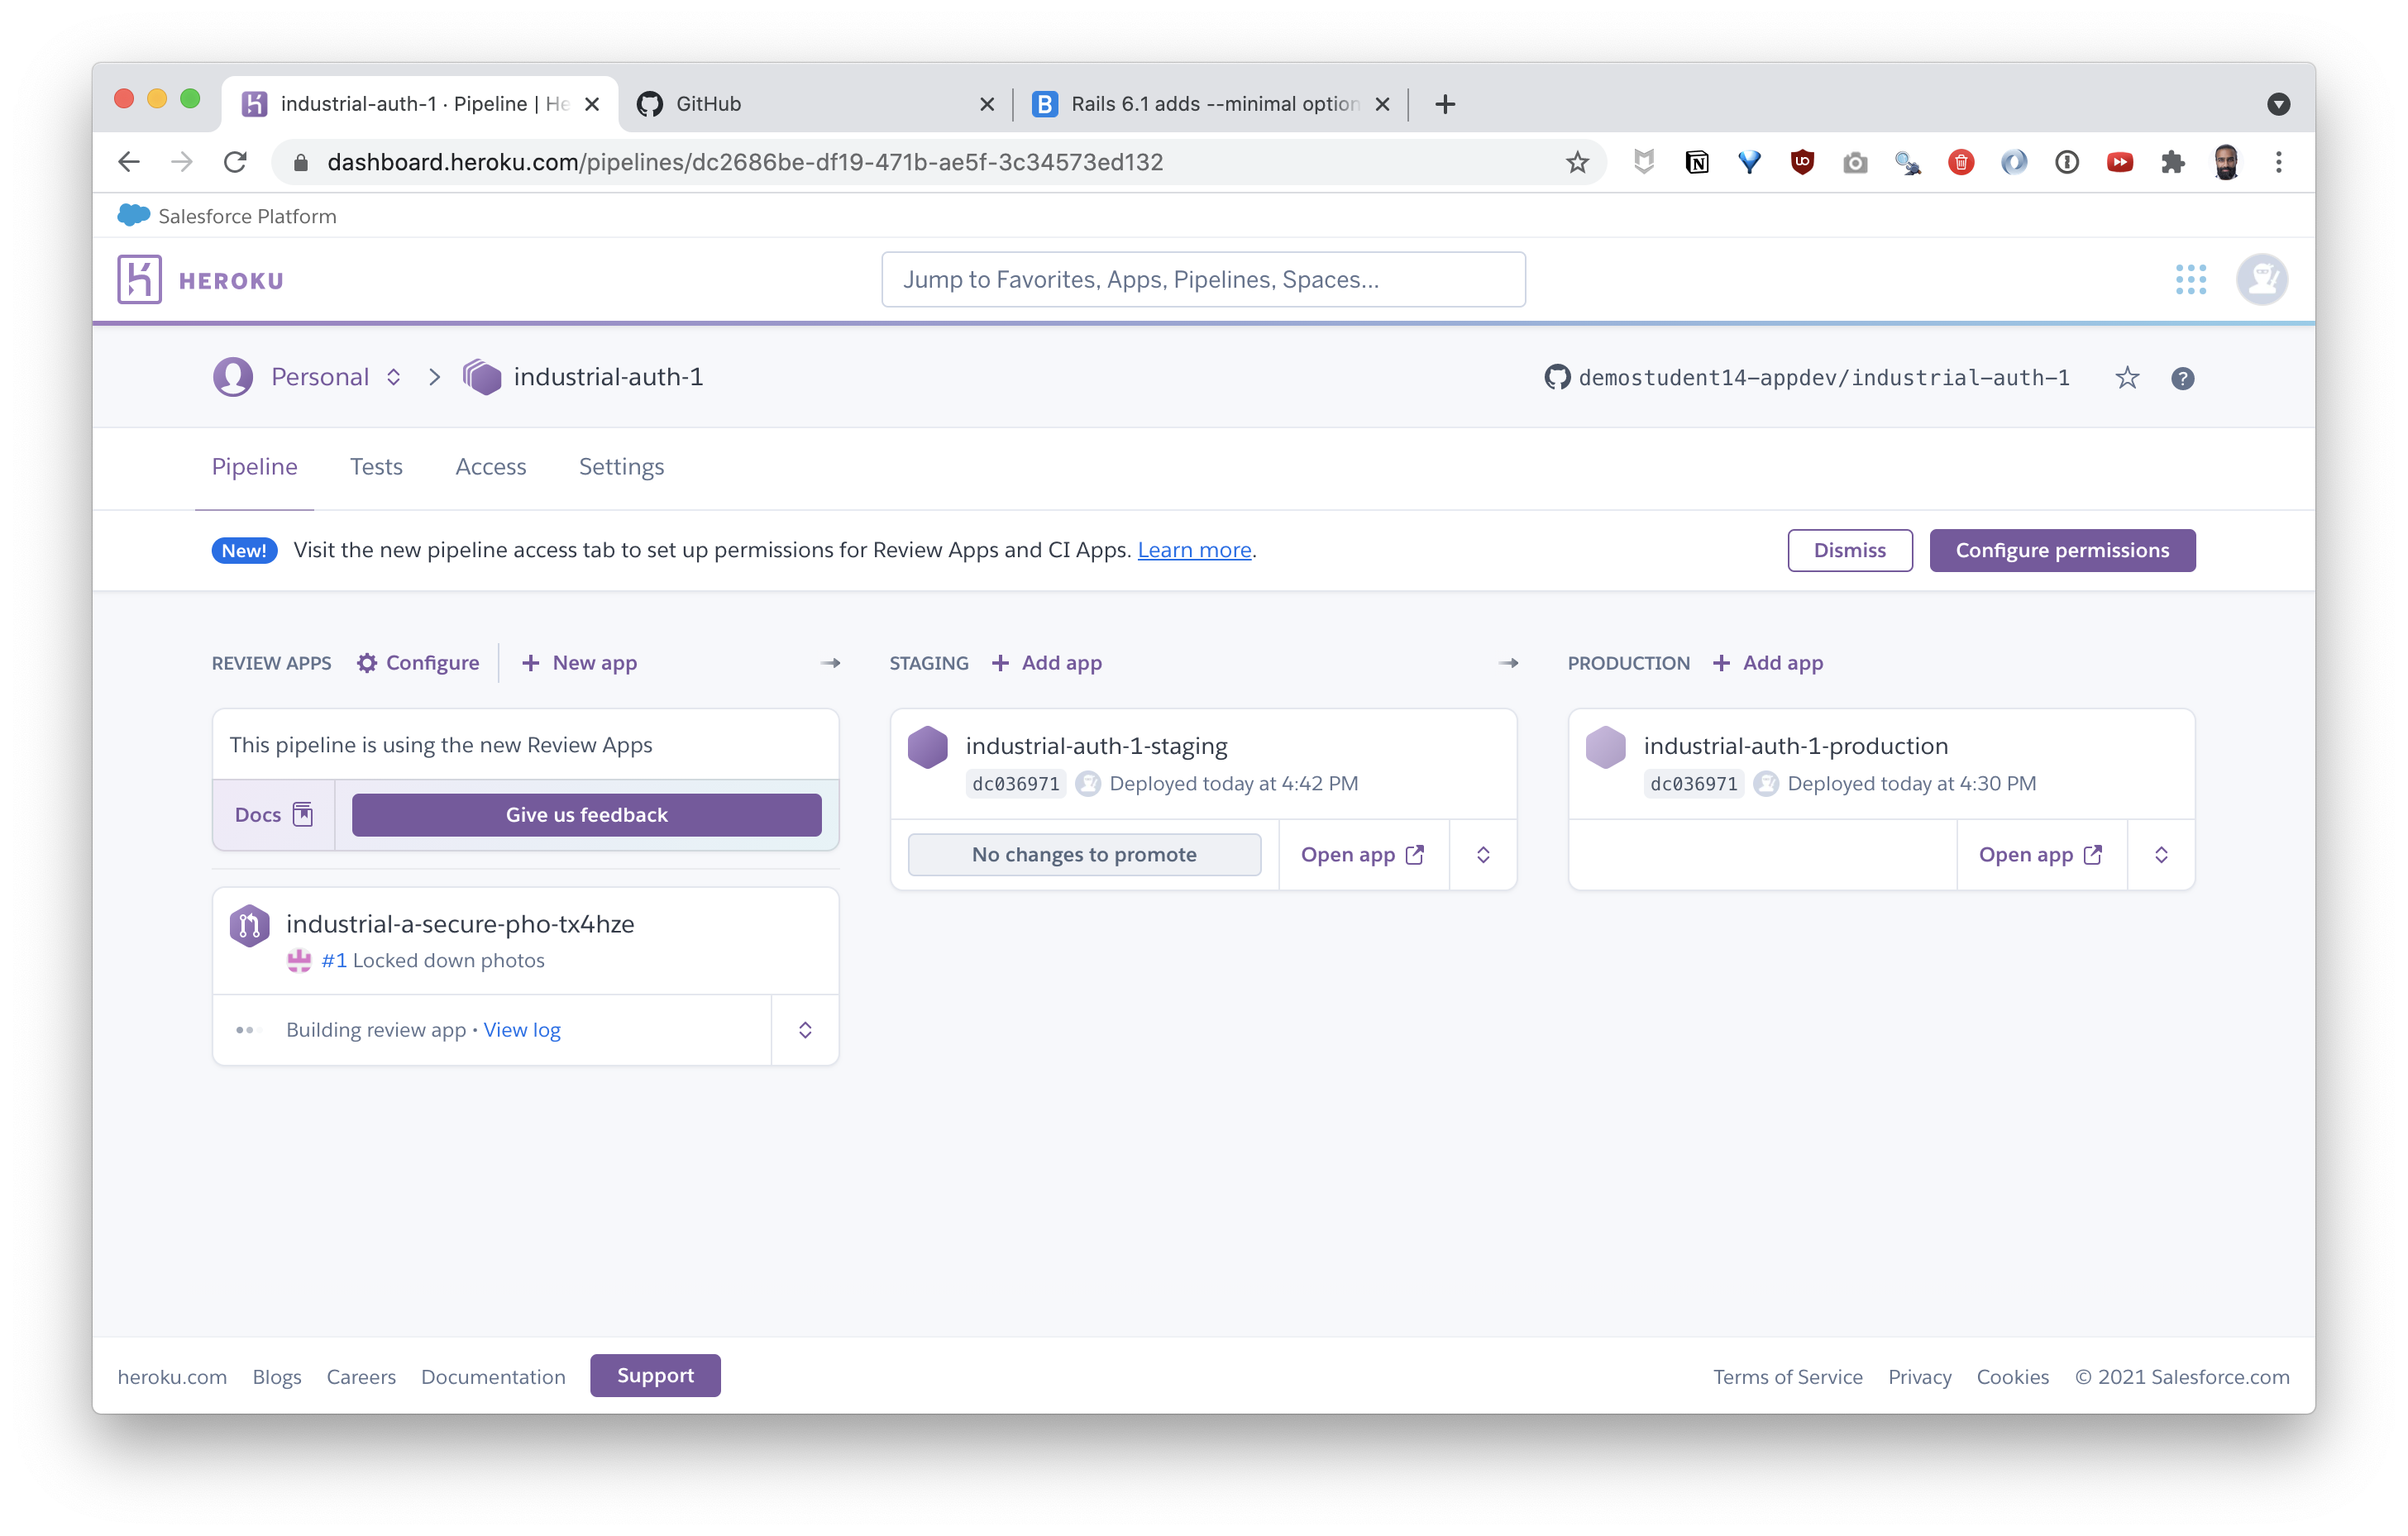 industrial-auth-1 · Pipeline | He
GitHub
Rails 6.1 adds --minimal option
dashboard.heroku.com/pipelines/dc2686be-df19-471b-ae5f-3c34573ed132
Salesforce Platform
HEROKU
Jump to Favorites, Apps, Pipelines, Spaces...
Personal
industrial-auth-1
demostudent14-appdev/industrial-auth-1
Pipeline
Tests
Access
Settings
New! Visit the new pipeline access tab to set up permissions for Review Apps and CI Apps. Learn more.
Dismiss
Configure permissions
REVIEW APPS
Configure
New app
This pipeline is using the new Review Apps
Docs
Give us feedback
industrial-a-secure-pho-tx4hze
#1 Locked down photos
Building review app • View log
STAGING
Add app
industrial-auth-1-staging
dc036971 Deployed today at 4:42 PM
No changes to promote
Open app
PRODUCTION
Add app
industrial-auth-1-production
dc036971 Deployed today at 4:30 PM
Open app
heroku.com
Blogs
Careers
Documentation
Support
Terms of Service
Privacy
Cookies
© 2021 Salesforce.com